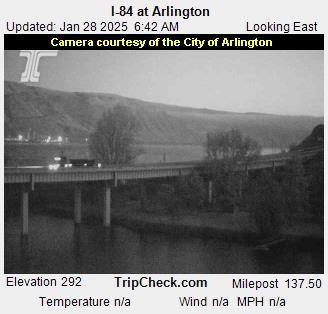 I-84 at Arlington
Updated: Jan 28 2025 6:42 AM Looking East
Camera courtesy of the City of Arlington
Elevation 292 TripCheck.com Milepost 137.50
Temperature n/a Wind n/a MPH n/a